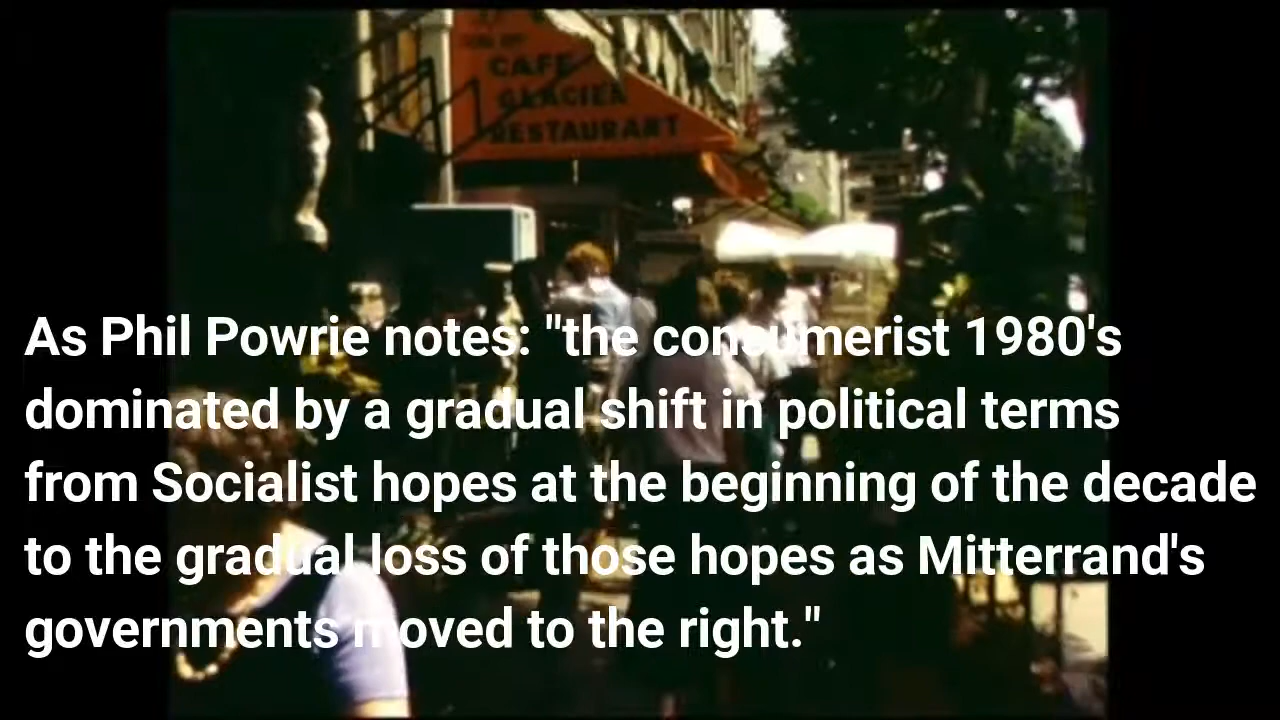 CAFE
GLACIER
RESTAURANT
As Phil Powrie notes: "the consumerist 1980's
dominated by a gradual shift in political terms
from Socialist hopes at the beginning of the decade
to the gradual loss of those hopes as Mitterrand's
governments moved to the right."